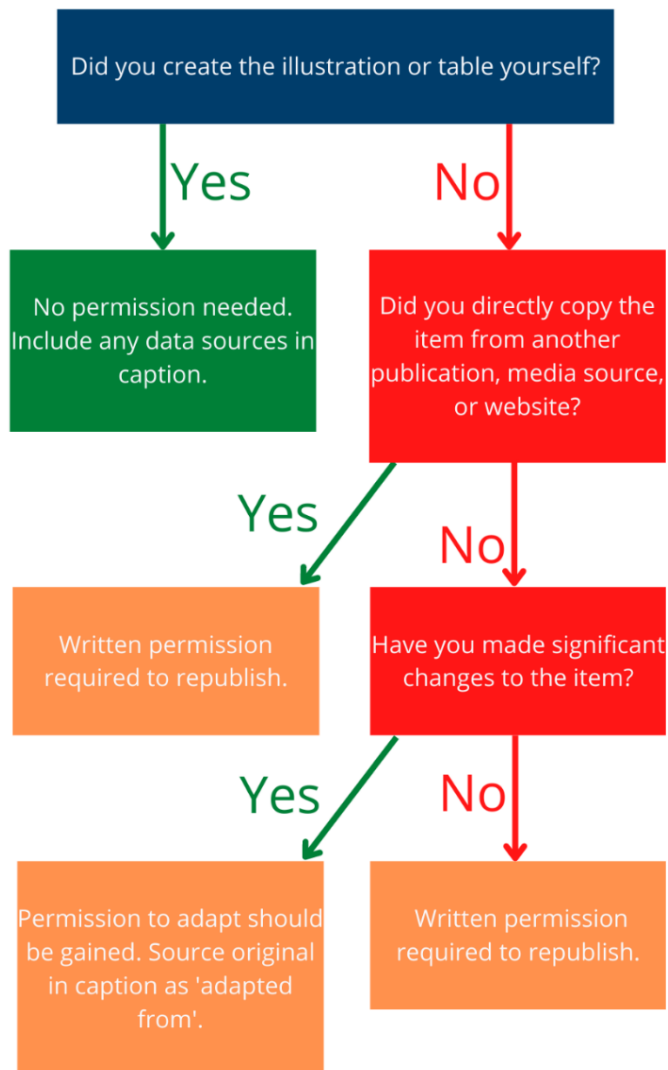 Did you create the illustration or table yourself?
Yes
No
No permission needed.
Include any data sources in
caption.
Did you directly copy the
item from another
publication, media source,
or website?
Yes
No
Written permission
required to republish.
Have you made significant
changes to the item?
Yes
No
Permission to adapt should
be gained. Source original
in caption as 'adapted
from'.
Written permission
required to republish.